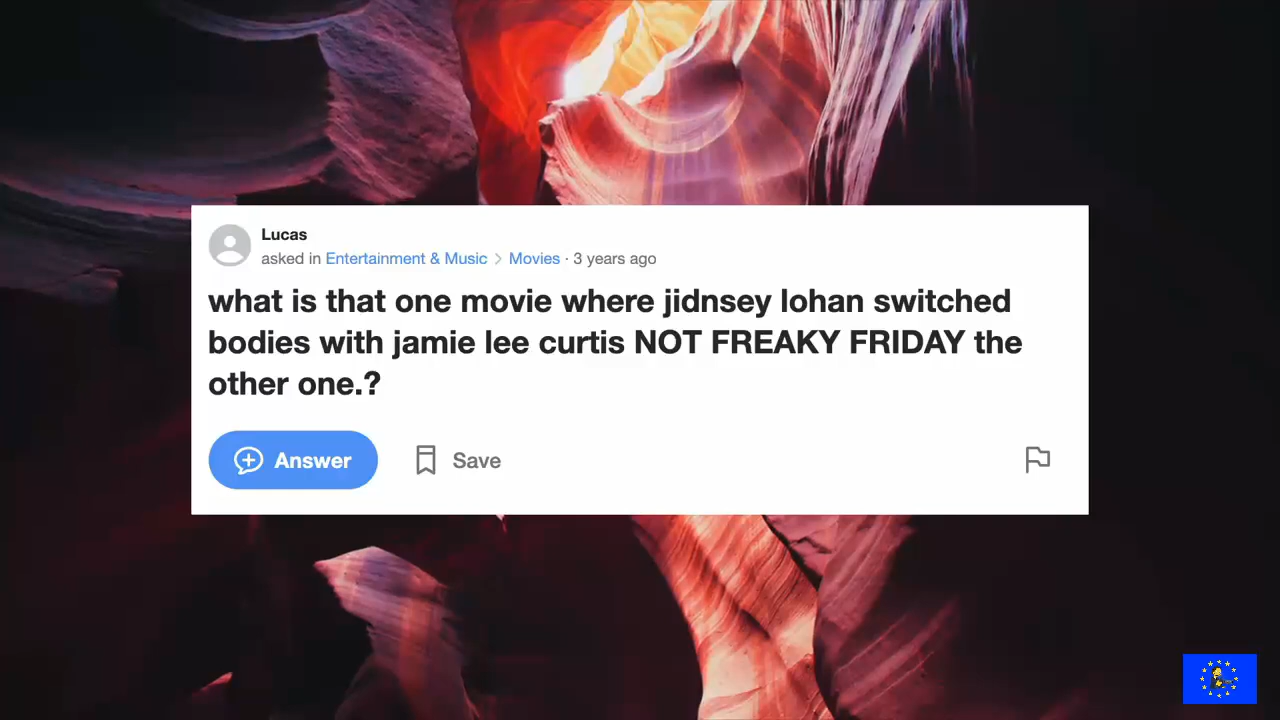 Lucas
asked in Entertainment & Music > Movies · 3 years ago
what is that one movie where jidnsey lohan switched
bodies with jamie lee curtis NOT FREAKY FRIDAY the
other one.?
Answer
Save